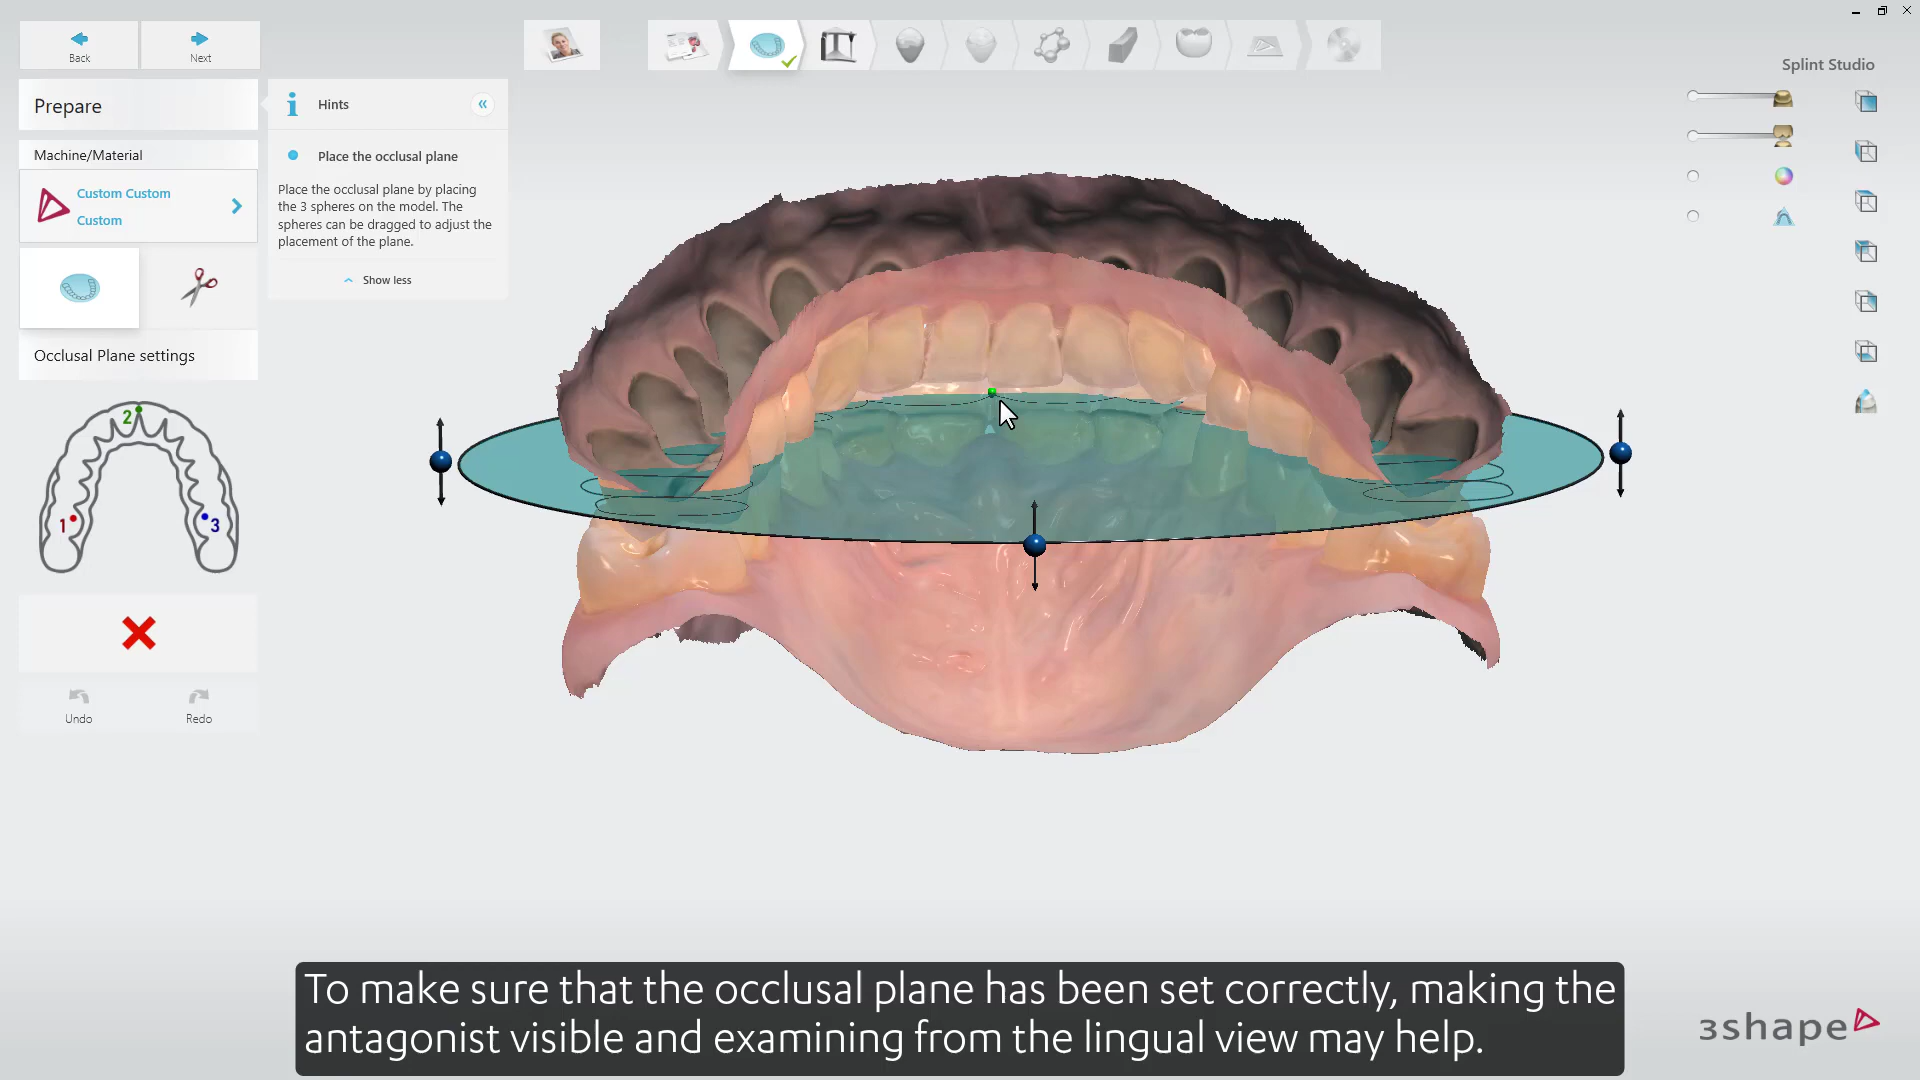 Back
Next
Splint Studio
Prepare
Hints
Machine/Material
Place the occlusal plane
Custom Custom
Custom
Place the occlusal plane by placing
the 3 spheres on the model. The
spheres can be dragged to adjust the
placement of the plane.
Show less
Occlusal Plane settings
2
1
3
Undo
Redo
To make sure that the occlusal plane has been set correctly, making the
antagonist visible and examining from the lingual view may help.
3shape